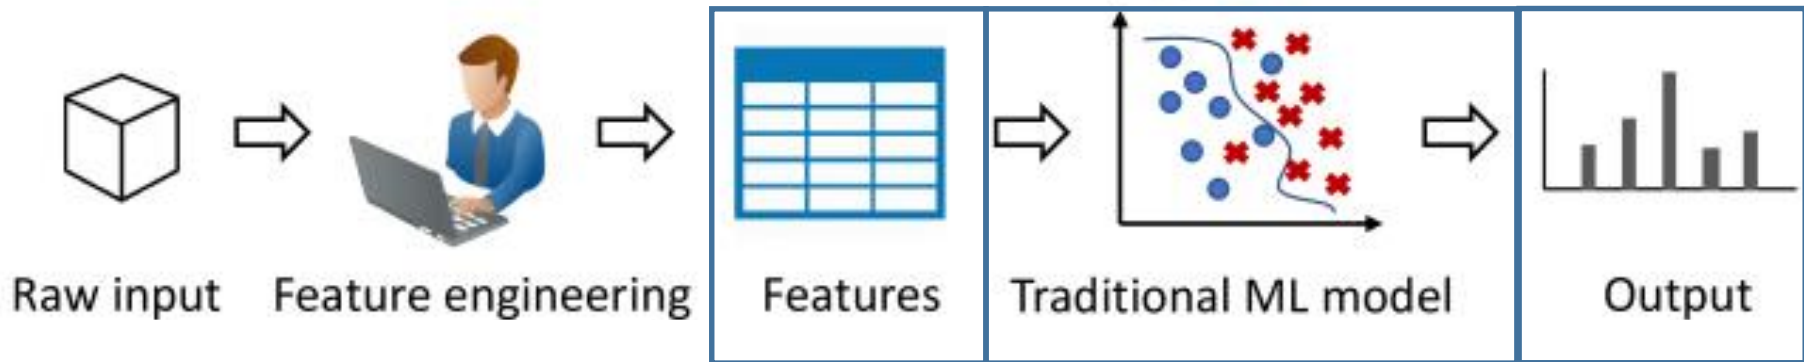 Raw input
Feature engineering
Features
Traditional ML model
Output